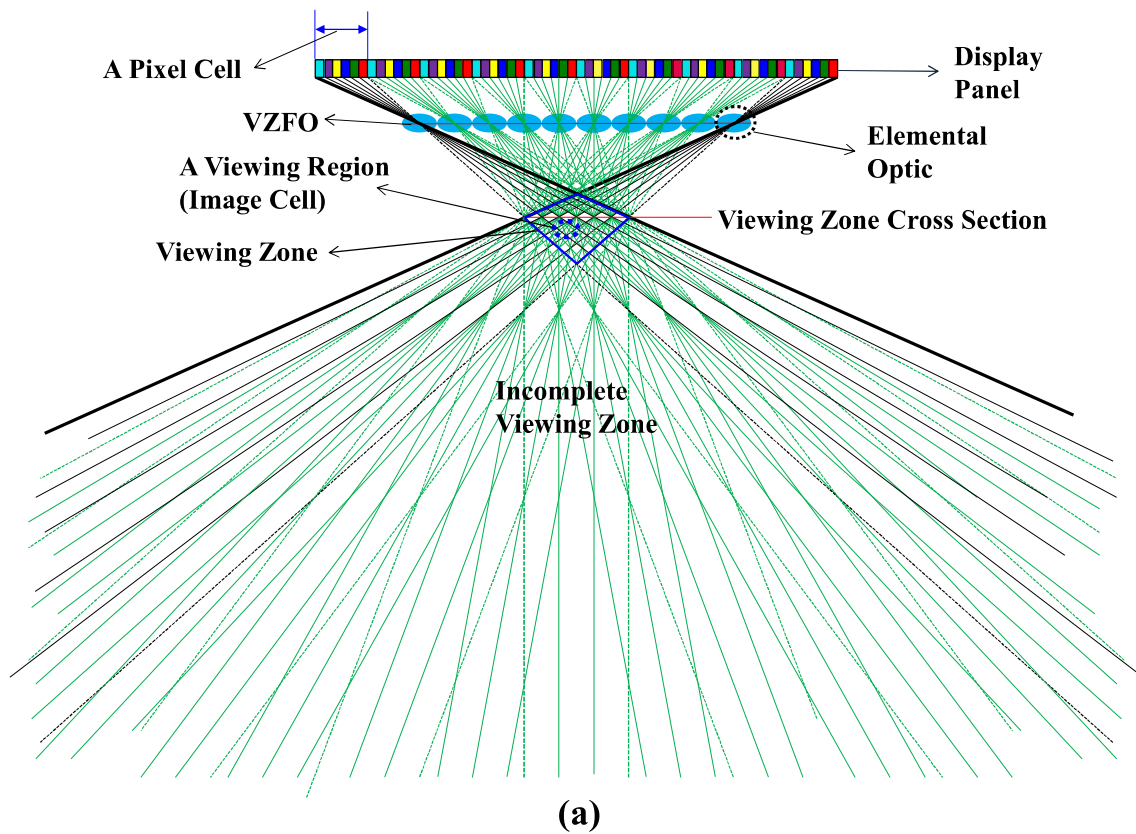 A Pixel Cell
Display
Panel
VZFO
Elemental
Optic
A Viewing Region
(Image Cell)
Viewing Zone Cross Section
Viewing Zone
Incomplete
Viewing Zone
(a)